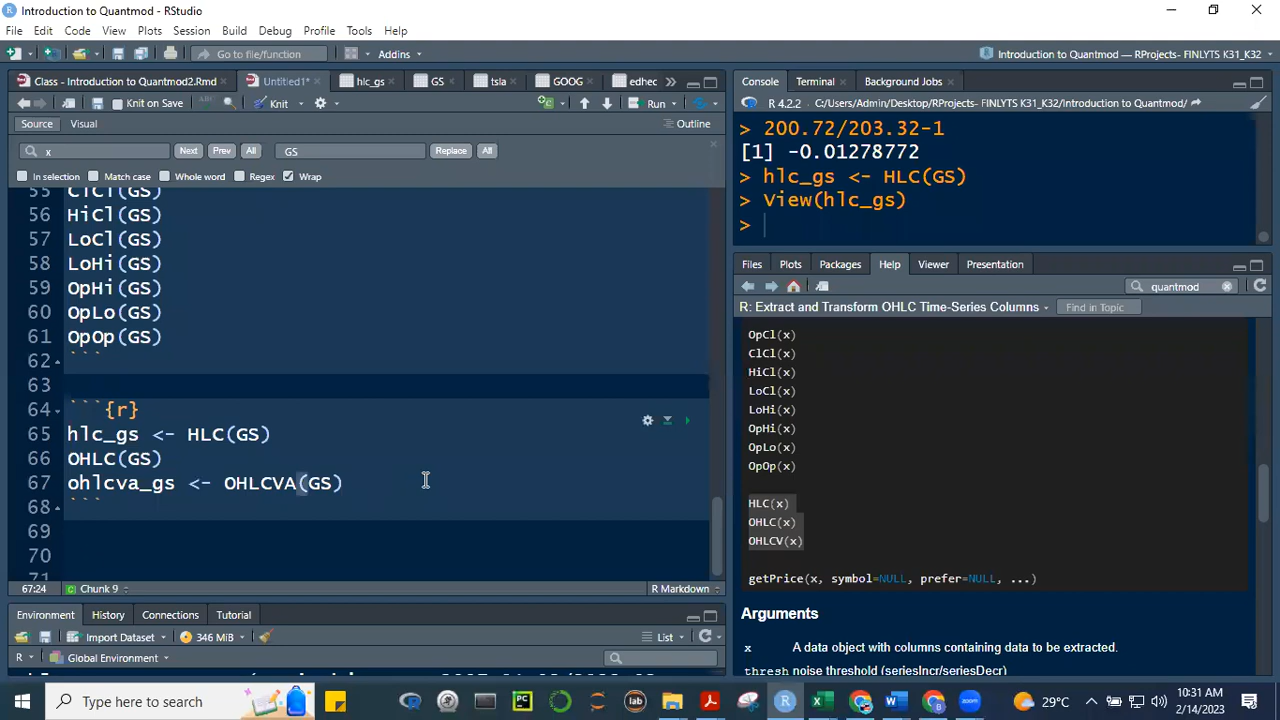 Introduction to Quantmod - RStudio
File Edit Code View Plots Session Build Debug Profile Tools Help
Go to file/function Addins Introduction to Quantmod — RProjects- FINLYTS K31_K32
Class - Introduction to Quantmod2.Rmd Untitled1* hlc_gs GS tsla GOOG edhec
Knit on Save ABC Knit Run
Source Visual Outline
x Next Prev All GS Replace All
In selection Match case Whole word Regex Wrap
55 ClCl(GS)
56 HiCl(GS)
57 LoCl(GS)
58 LoHi(GS)
59 OpHi(GS)
60 OpLo(GS)
61 OpOp(GS)
62 ```
63
64 ```{r}
65 hlc_gs <- HLC(GS)
66 OHLC(GS)
67 ohlcva_gs <- OHLCVA(GS)
68 ```
69
70
71
67:24 Chunk 9 R Markdown
Environment History Connections Tutorial
Import Dataset 346 MiB List
R Global Environment
Console Terminal Background Jobs
R 4.2.2 . C:/Users/Admin/Desktop/RProjects- FINLYTS K31_K32/Introduction to Quantmod/
> 200.72/203.32-1
[1] -0.01278772
> hlc_gs <- HLC(GS)
> View(hlc_gs)
>
Files Plots Packages Help Viewer Presentation
quantmod
R: Extract and Transform OHLC Time-Series Columns Find in Topic
OpCl(x)
ClCl(x)
HiCl(x)
LoCl(x)
LoHi(x)
OpHi(x)
OpLo(x)
OpOp(x)
HLC(x)
OHLC(x)
OHLCV(x)
getPrice(x, symbol=NULL, prefer=NULL, ...)
Arguments
x A data object with columns containing data to be extracted.
thresh noise threshold (seriesIncr/seriesDecr)
Type here to search
29°C
10:31 AM
2/14/2023